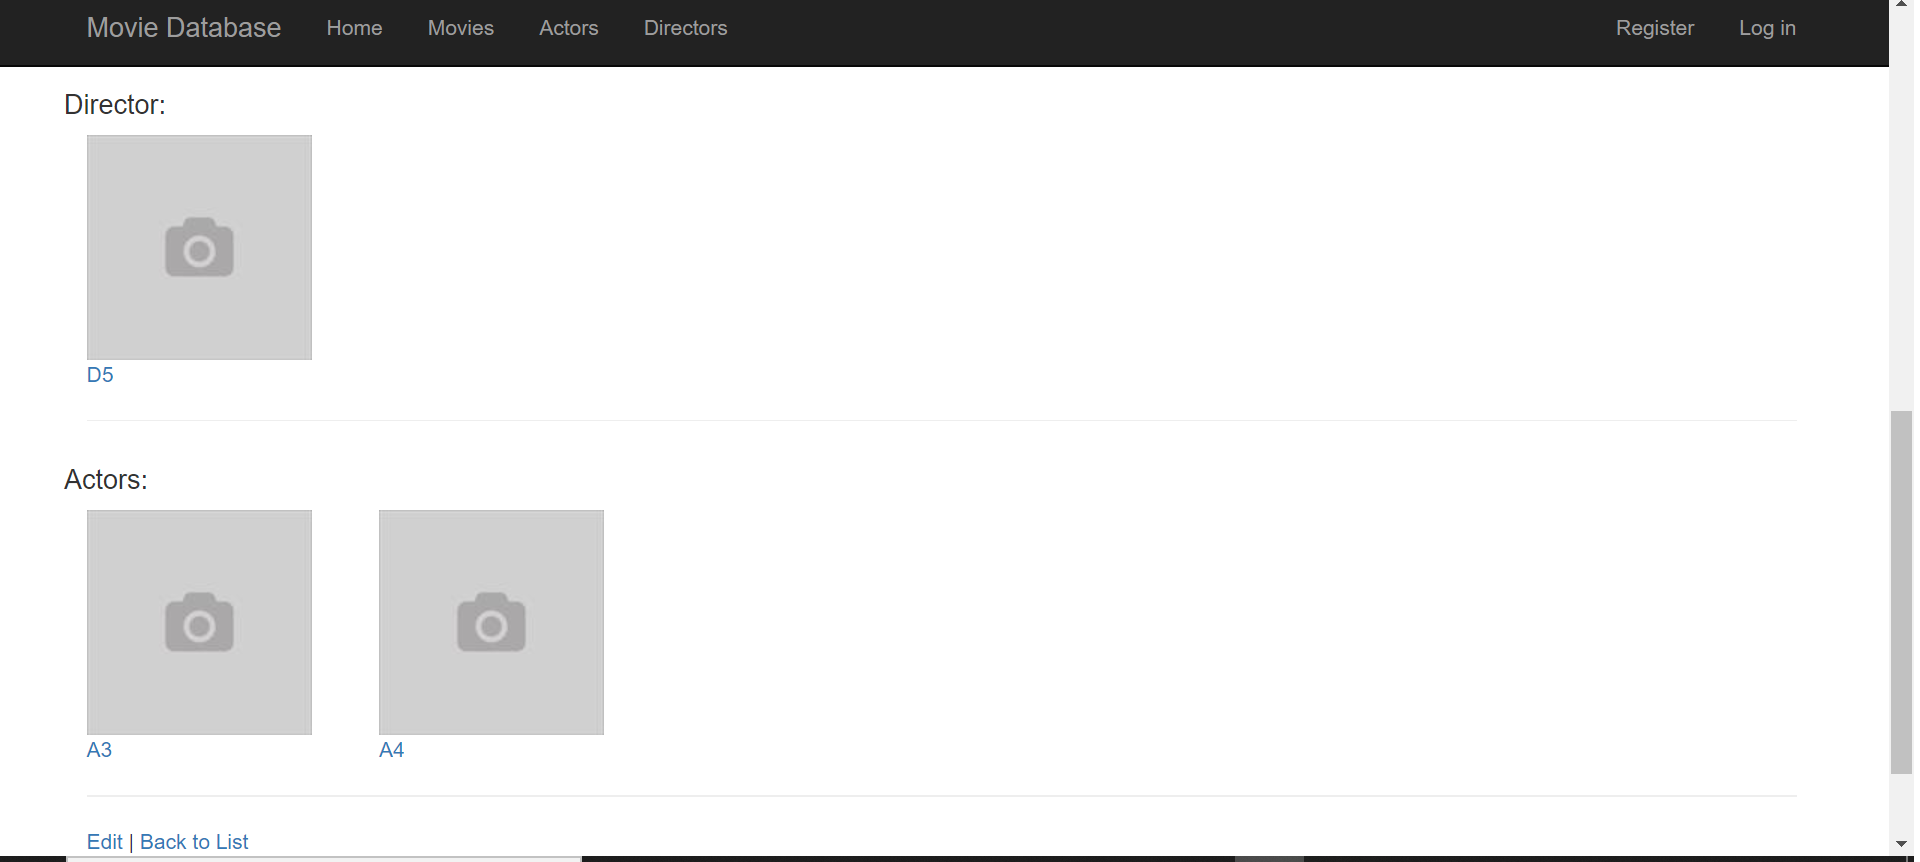 Movie Database Home Movies Actors Directors Register Log in
Director:
D5
Actors:
A3 A4
Edit | Back to List